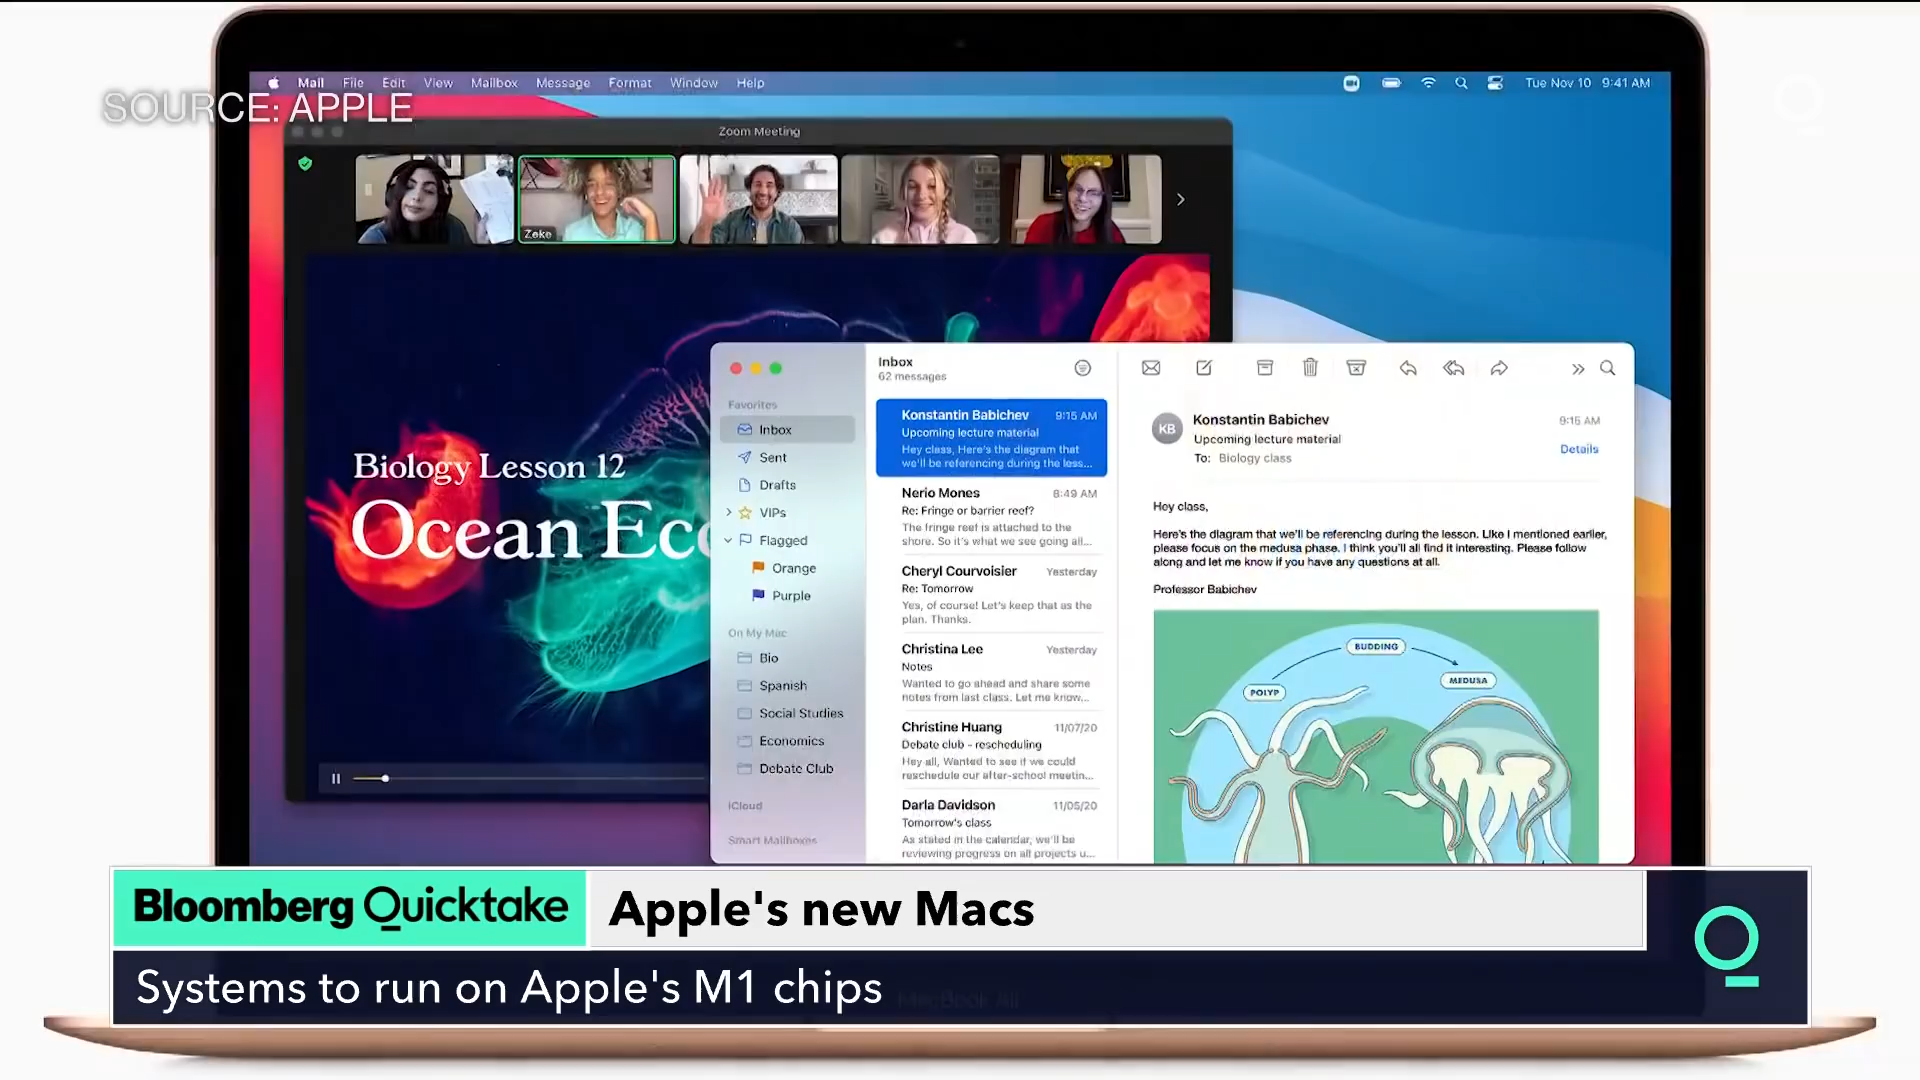 Mail File Edit View Mailbox Message Format Window Help
Tue Nov 10 9:41 AM
SOURCE: APPLE
Zoom Meeting
Zeke
Biology Lesson 12
Ocean Eco
Favorites
Inbox
Sent
Drafts
VIPs
Flagged
Orange
Purple
On My Mac
Bio
Spanish
Social Studies
Economics
Debate Club
iCloud
Smart Mailboxes
Inbox
62 messages
Konstantin Babichev 9:15 AM
Upcoming lecture material
Hey class, Here's the diagram that
we'll be referencing during the less...
Nerio Mones 8:49 AM
Re: Fringe or barrier reef?
The fringe reef is attached to the
shore. So it's what we see going all...
Cheryl Courvoisier Yesterday
Re: Tomorrow
Yes, of course! Let's keep that as the
plan. Thanks.
Christina Lee Yesterday
Notes
Wanted to go ahead and share some
notes from last class. Let me know...
Christine Huang 11/07/20
Debate club - rescheduling
Hey all, Wanted to see if we could
reschedule our after-school meetin...
Darla Davidson 11/05/20
Tomorrow's class
As stated in the calendar, we'll be
reviewing progress on all projects u...
KB
Konstantin Babichev 9:15 AM
Upcoming lecture material
Details
To: Biology class
Hey class,
Here's the diagram that we'll be referencing during the lesson. Like I mentioned earlier,
please focus on the medusa phase. I think you'll all find it interesting. Please follow
along and let me know if you have any questions at all.
Professor Babichev
BUDDING
POLYP
MEDUSA
Bloomberg Quicktake
Apple's new Macs
Systems to run on Apple's M1 chips
MacBook Air